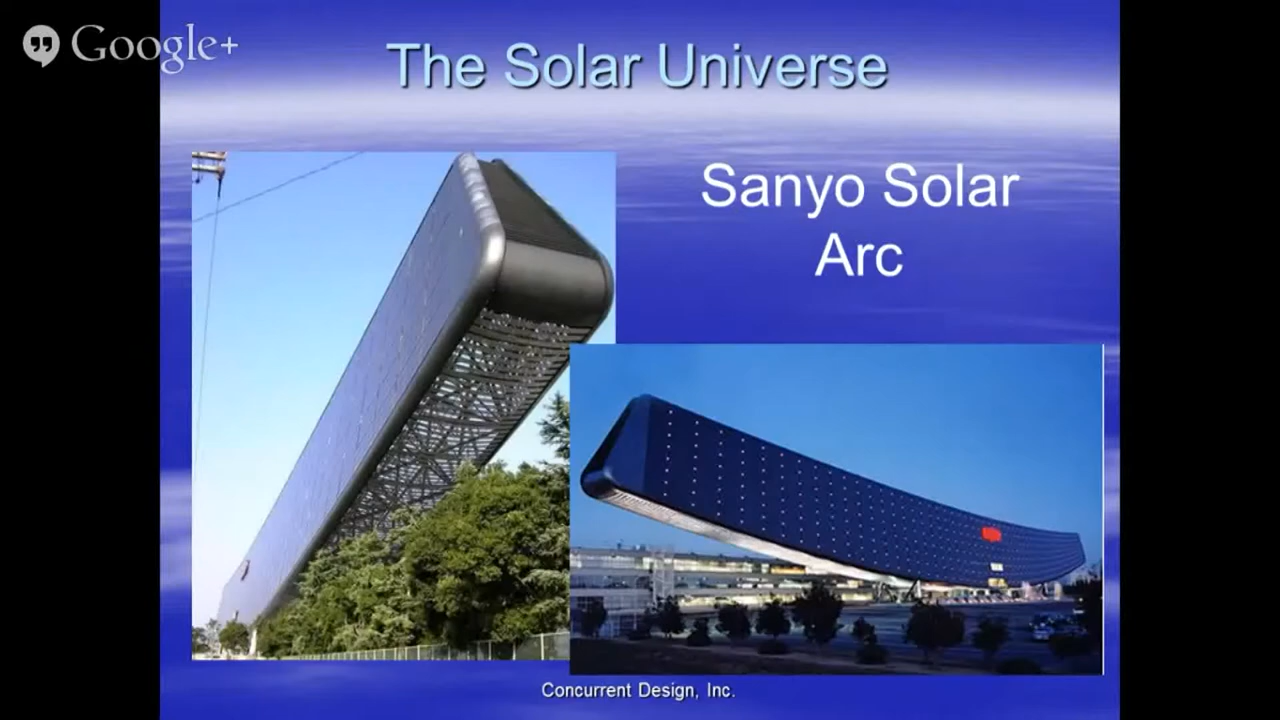 Google+
The Solar Universe
Sanyo Solar
Arc
Concurrent Design, Inc.